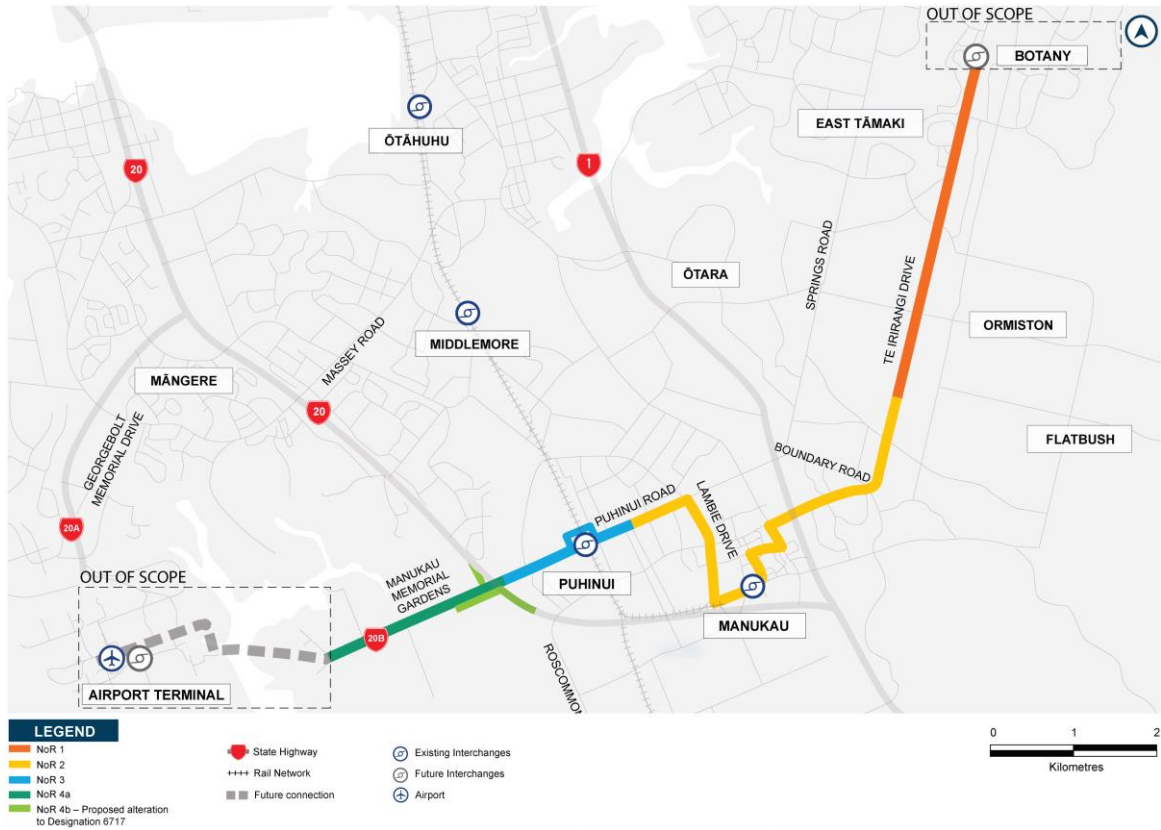 OUT OF SCOPE
BOTANY
EAST TĀMAKI
ŌTĀHUHU
20
1
SPRINGS ROAD
ŌTARA
TE IRIRANGI DRIVE
ORMISTON
MIDDLEMORE
MASSEY ROAD
MĀNGERE
20
GEORGEBOLT
MEMORIAL DRIVE
FLATBUSH
BOUNDARY ROAD
LAMBIE DRIVE
PUHINUI ROAD
20A
OUT OF SCOPE
MANUKAU
MEMORIAL
GARDENS
PUHINUI
MANUKAU
20B
ROSCOMMON
AIRPORT TERMINAL
LEGEND
NoR 1
NoR 2
NoR 3
NoR 4a
NoR 4b – Proposed alteration
to Designation 6717
State Highway
Rail Network
Future connection
Existing Interchanges
Future Interchanges
Airport
0 1 2
Kilometres